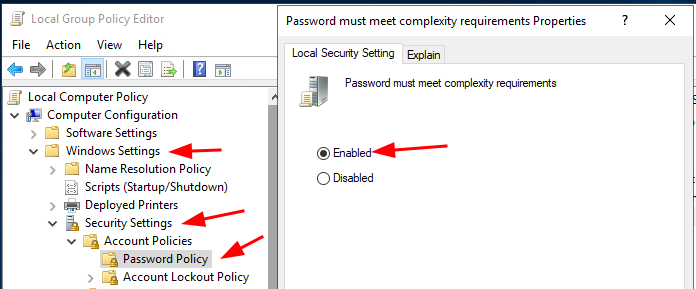 Local Group Policy Editor
File Action View Help
Local Computer Policy
Computer Configuration
Software Settings
Windows Settings
Name Resolution Policy
Scripts (Startup/Shutdown)
Deployed Printers
Security Settings
Account Policies
Password Policy
Account Lockout Policy
Password must meet complexity requirements Properties
Local Security Setting Explain
Password must meet complexity requirements
Enabled
Disabled